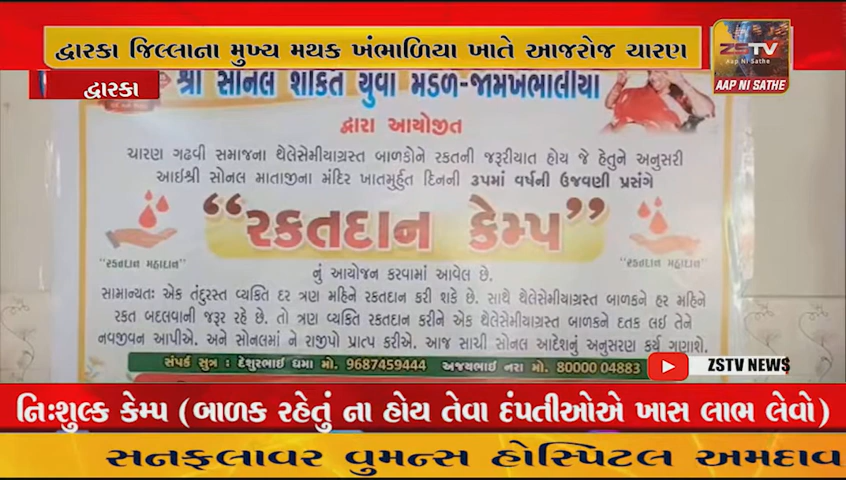 દ્વારકા જિલ્લાના મુખ્ય મથક ખંભાળિયા ખાતે આજરોજ ચારણ
ZSTV
Aap Ni Sathe
AAP NI SATHE
દ્વારકા
શ્રી સોનલ શક્તિ યુવા મંડળ-જામખંભાળીયા
દ્વારા આયોજીત
ચારણ ગઢવી સમાજના થેલેસેમીયાગ્રસ્ત બાળકોને રકતની જરૂરીયાત હોય જે હેતુને અનુસરી
આઈશ્રી સોનલ માતાજીના મંદિર ખાતમુર્હુત દિનની ૩૫માં વર્ષની ઉજવણી પ્રસંગે
“રકતદાન કેમ્પ”
"રકતદાન મહાદાન"
"રકતદાન મહાદાન"
નું આયોજન કરવામાં આવેલ છે.
સામાન્યતઃ એક તંદુરસ્ત વ્યકિત દર ત્રણ મહિને રકતદાન કરી શકે છે. સાથે થેલેસેમીયાગ્રસ્ત બાળકને હર મહિને
રકત બદલવાની જરૂર રહે છે. તો ત્રણ વ્યકિત રકતદાન કરીને એક થેલેસેમીયાગ્રસ્ત બાળકને દતક લઈ તેને
નવજીવન આપીએ. અને સોનલમાં ને રાજીપો પ્રાત્પ કરીએ. આજ સાચી સોનલ આદેશનું અનુસરણ કર્યુ ગણાશે.
સંપર્ક સુત્ર : દેશુરભાઈ ધમા મો. 9687459444 અજયભાઈ નરા મો. 80000 04883
ZSTV NEWS
નિઃશુલ્ક કેમ્પ (બાળક રહેતું ના હોય તેવા દંપતીઓએ ખાસ લાભ લેવો)
સનફલાવર વુમન્સ હોસ્પિટલ અમદાવ